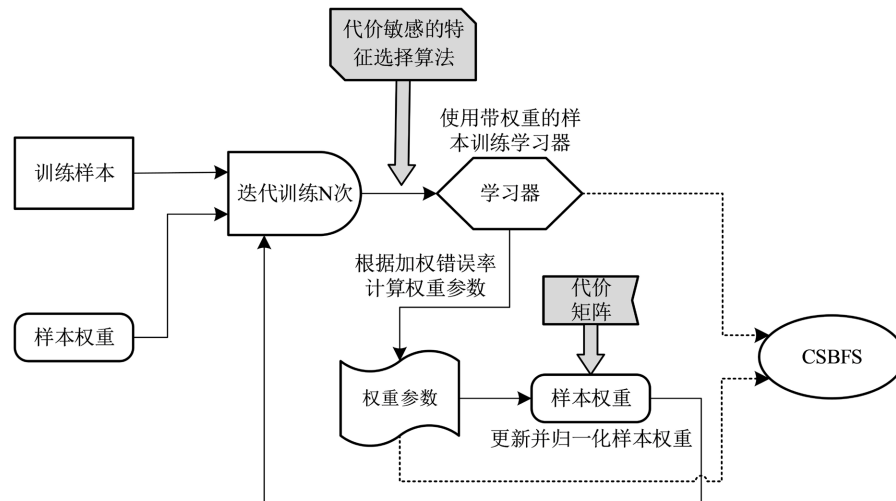 代价敏感的特
征选择算法
使用带权重的样
本训练学习器
训练样本
迭代训练N次
学习器
根据加权错误率
计算权重参数
代价
矩阵
样本权重
CSBFS
权重参数
样本权重
更新并归一化样本权重